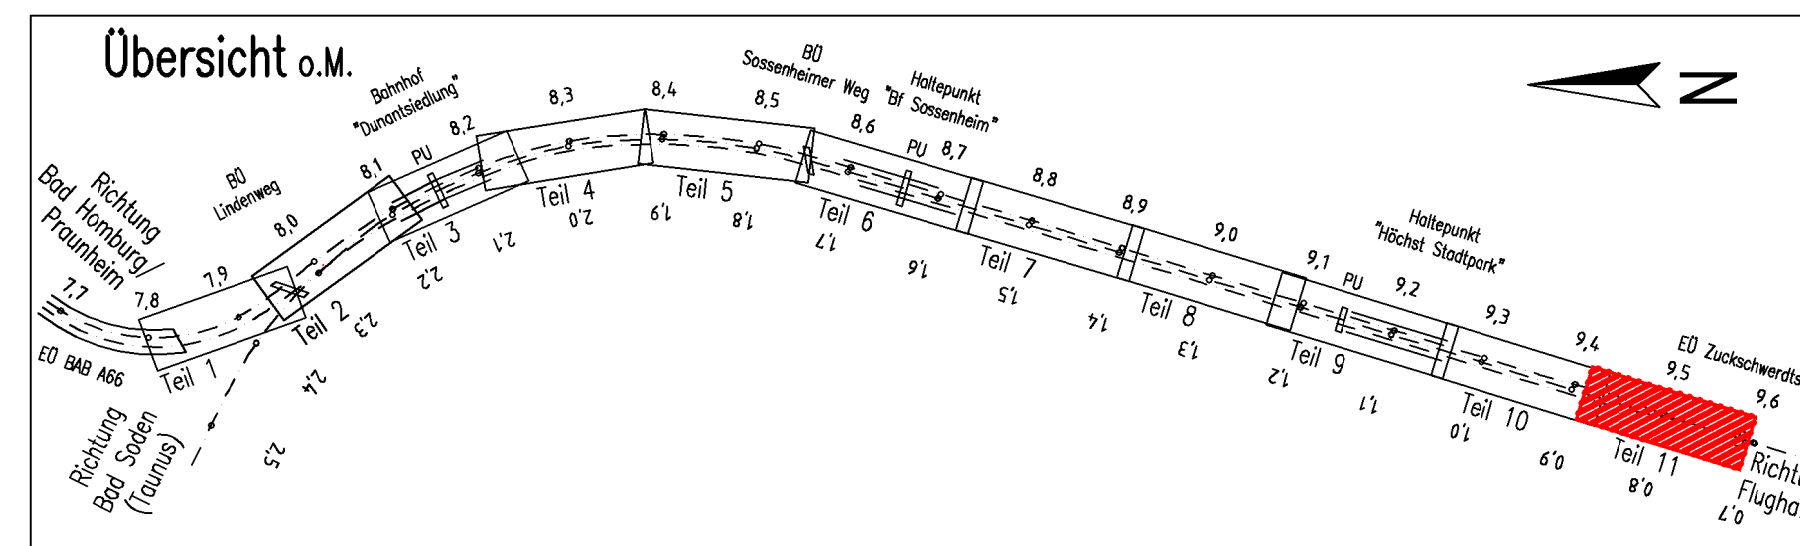 Übersicht o.M.
N
Richtung
Bad Homburg/
Praunheim
7,7
7,8
7,9
EÜ BAB A66
Teil 1
Richtung
Bad Soden
(Taunus)
BÜ
Lindenweg
8,0
Teil 2
2,5
2,4
2,3
8,1
PU
Bahnhof
"Dunantsiedlung"
8,2
Teil 3
2,2
2,1
8,3
Teil 4
2,0
8,4
1,9
8,5
Teil 5
1,8
BÜ
Sossenheimer Weg
8,6
Teil 6
1,7
Haltepunkt
"Bf Sossenheim"
PU
8,7
1,6
8,8
Teil 7
1,5
8,9
1,4
9,0
Teil 8
1,3
9,1
PU
Haltepunkt
"Höchst Stadtpark"
9,2
Teil 9
1,2
1,1
9,3
Teil 10
1,0
9,4
0,9
EÜ Zuckschwerdts
9,5
9,6
Teil 11
0,8
0,7
Richt
Flugha